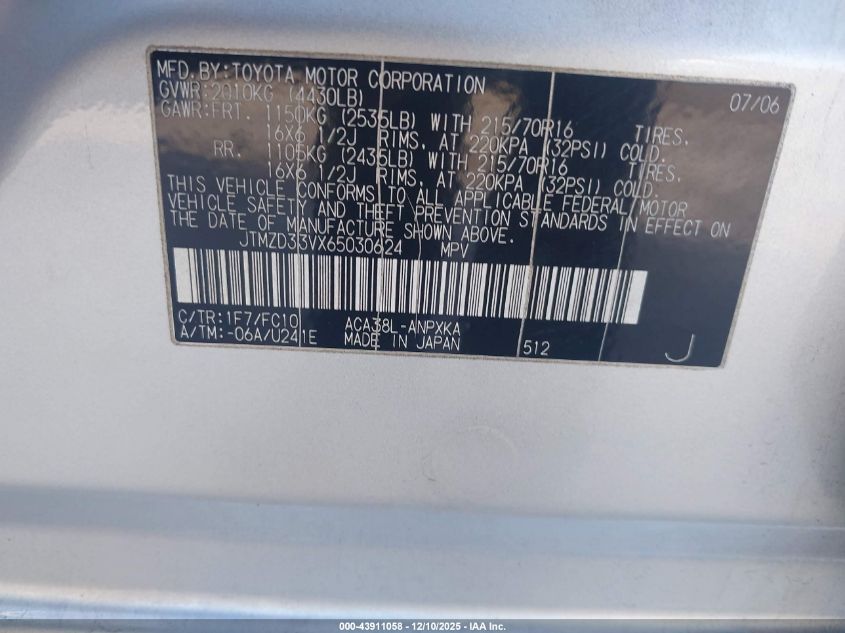 MFD.BY:TOYOTA MOTOR CORPORATION 07/06
GVWR:2010KG (4430LB)
GAWR:FRT. 1150KG (2535LB) WITH 215/70R16 TIRES,
16X6 1/2J RIMS, AT 220KPA (32PSI) COLD.
RR. 1105KG (2435LB) WITH 215/70R16 TIRES,
16X6 1/2J RIMS, AT 220KPA (32PSI) COLD.
THIS VEHICLE CONFORMS TO ALL APPLICABLE FEDERAL MOTOR
VEHICLE SAFETY AND THEFT PREVENTION STANDARDS IN EFFECT ON
THE DATE OF MANUFACTURE SHOWN ABOVE.
JTMZD33VX65030624 MPV
C/TR:1F7/FC10 ACA38L-ANPXKA
A/TM:-06A/U241E MADE IN JAPAN 512 J
000-43911058 - 12/10/2025 - IAA Inc.